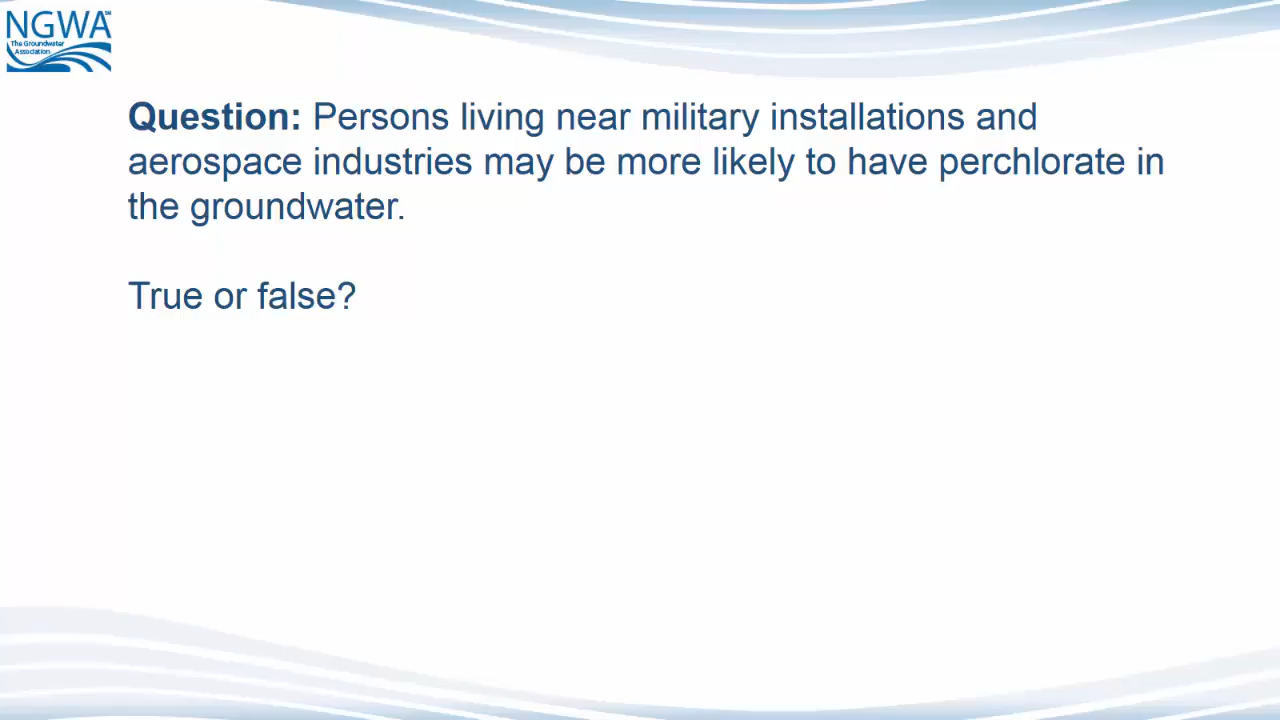 NGWA
The Groundwater
Association
Question: Persons living near military installations and
aerospace industries may be more likely to have perchlorate in
the groundwater.
True or false?